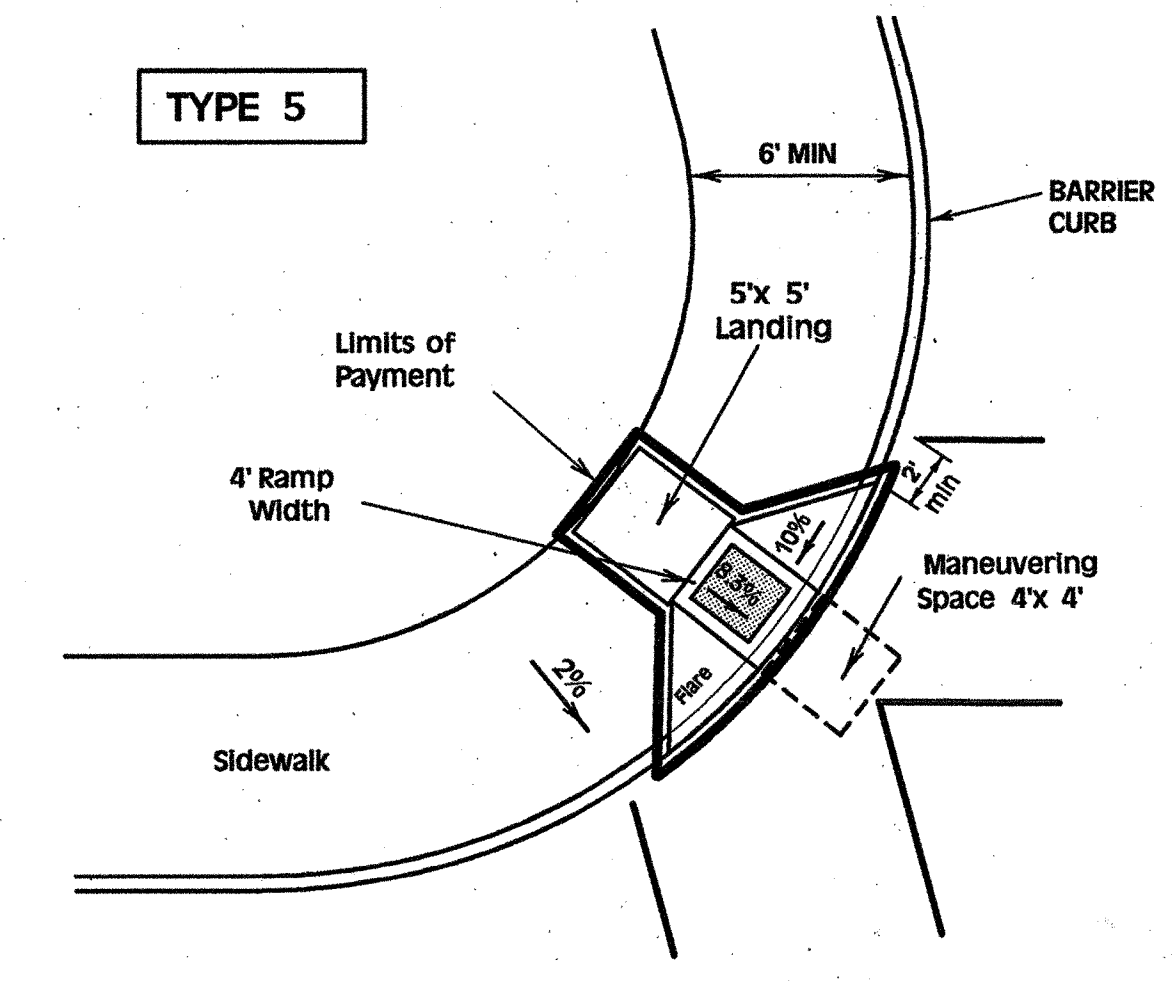 TYPE 5
6' MIN
BARRIER
CURB
5'x 5'
Landing
Limits of
Payment
4' Ramp
Width
2'
min
10%
8.3%
Maneuvering
Space 4'x 4'
2%
Flare
Sidewalk